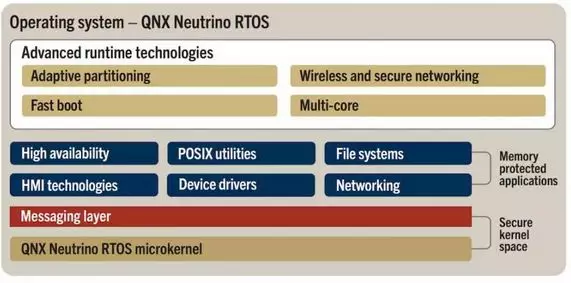 Operating system – QNX Neutrino RTOS
Advanced runtime technologies
Adaptive partitioning
Wireless and secure networking
Fast boot
Multi-core
High availability
POSIX utilities
File systems
HMI technologies
Device drivers
Networking
Memory
protected
applications
Messaging layer
QNX Neutrino RTOS microkernel
Secure
kernel
space